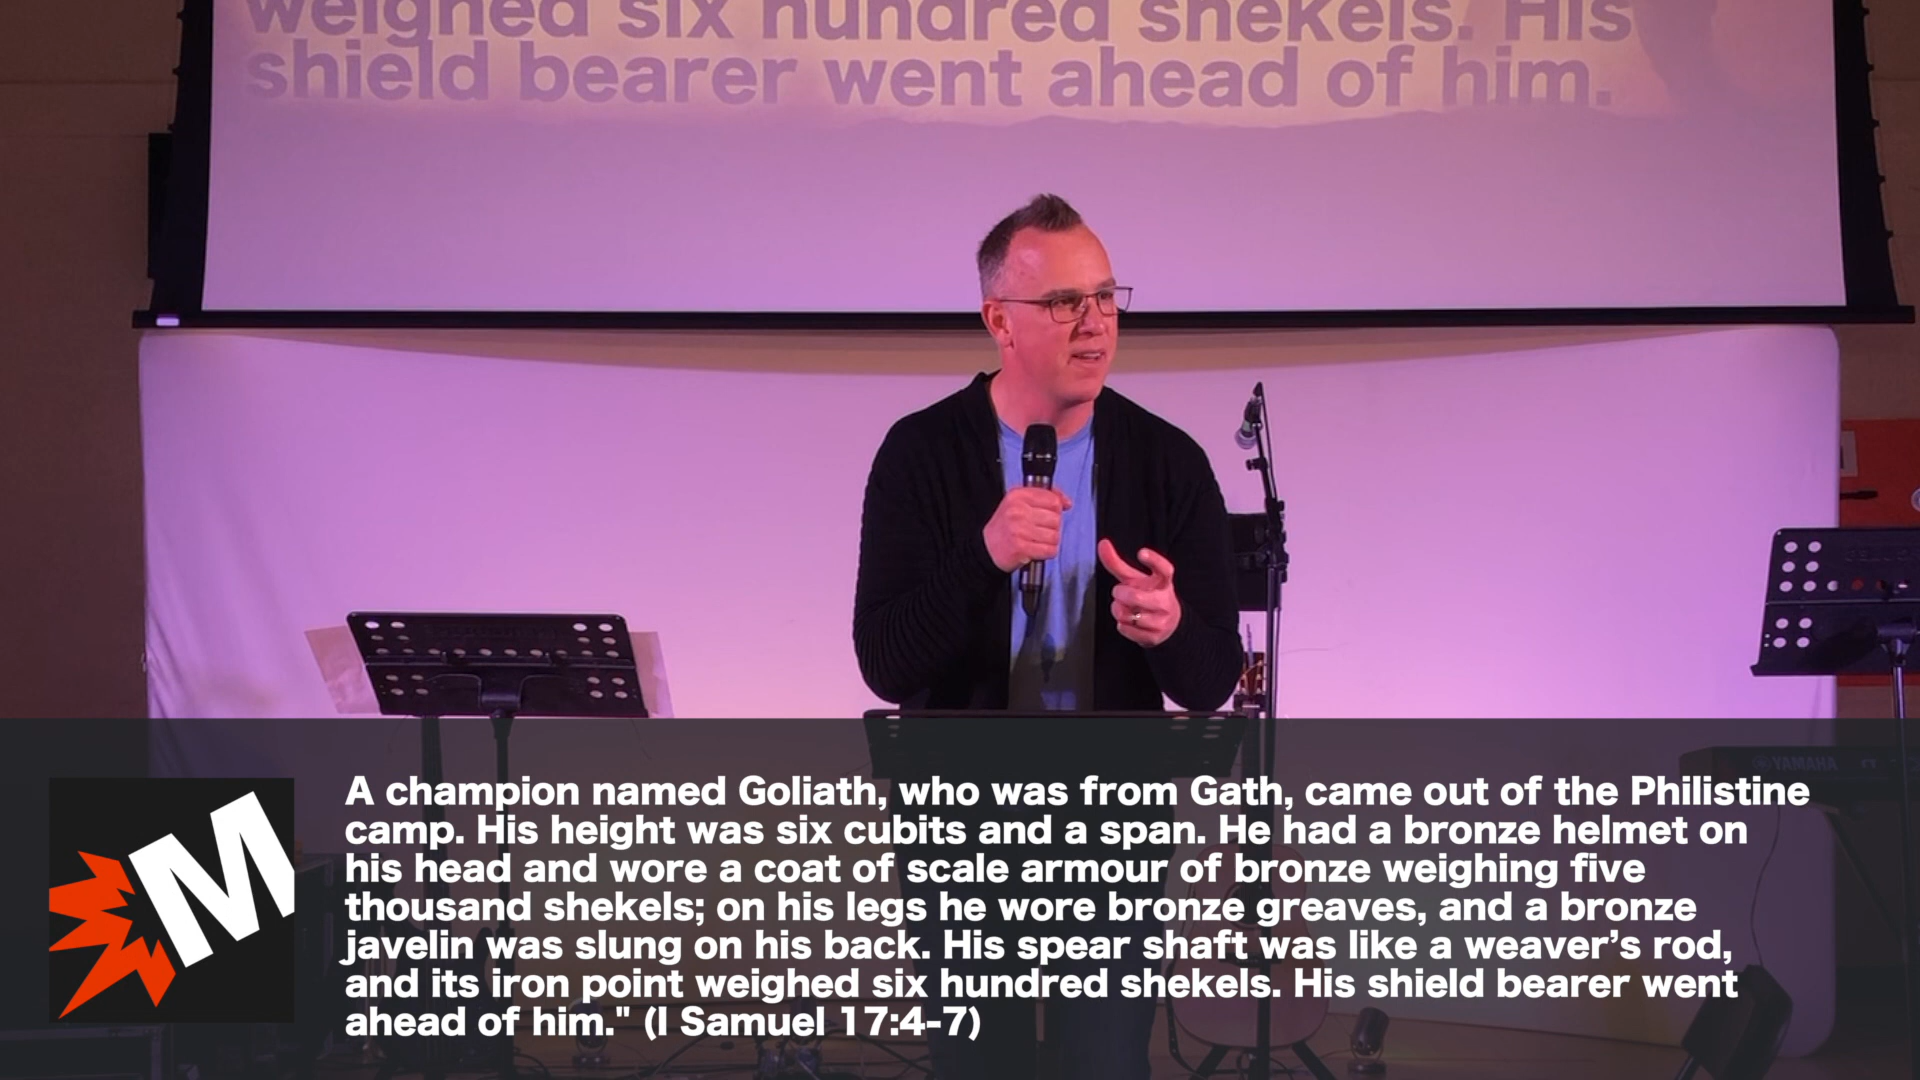 weighed six hundred shekels. His
shield bearer went ahead of him.
YAMAHA
M
A champion named Goliath, who was from Gath, came out of the Philistine
camp. His height was six cubits and a span. He had a bronze helmet on
his head and wore a coat of scale armour of bronze weighing five
thousand shekels; on his legs he wore bronze greaves, and a bronze
javelin was slung on his back. His spear shaft was like a weaver’s rod,
and its iron point weighed six hundred shekels. His shield bearer went
ahead of him." (I Samuel 17:4-7)